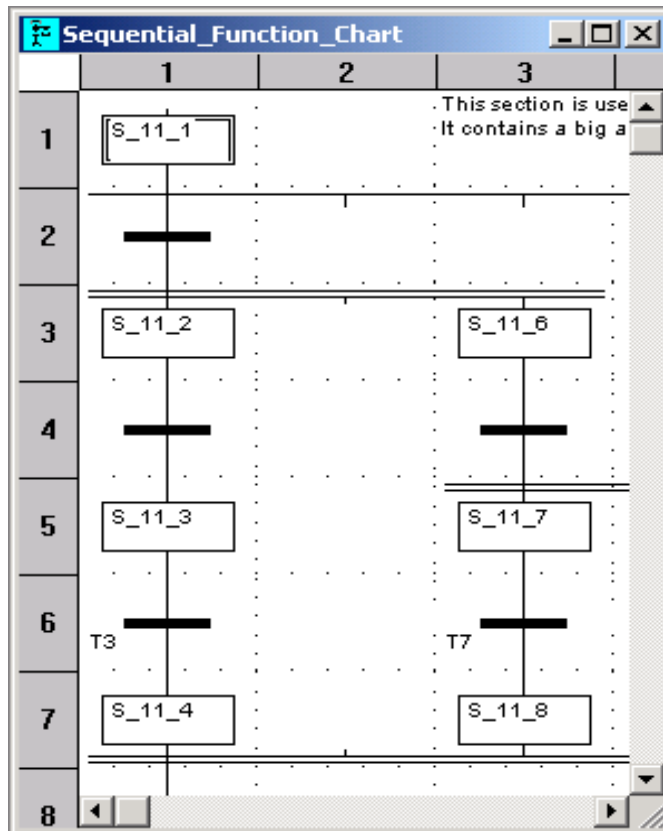 Sequential_Function_Chart
1 2 3
This section is use
It contains a big a
1
S_11_1
2
3
S_11_2 S_11_6
4
5
S_11_3 S_11_7
6
T3 T7
7
S_11_4 S_11_8
8